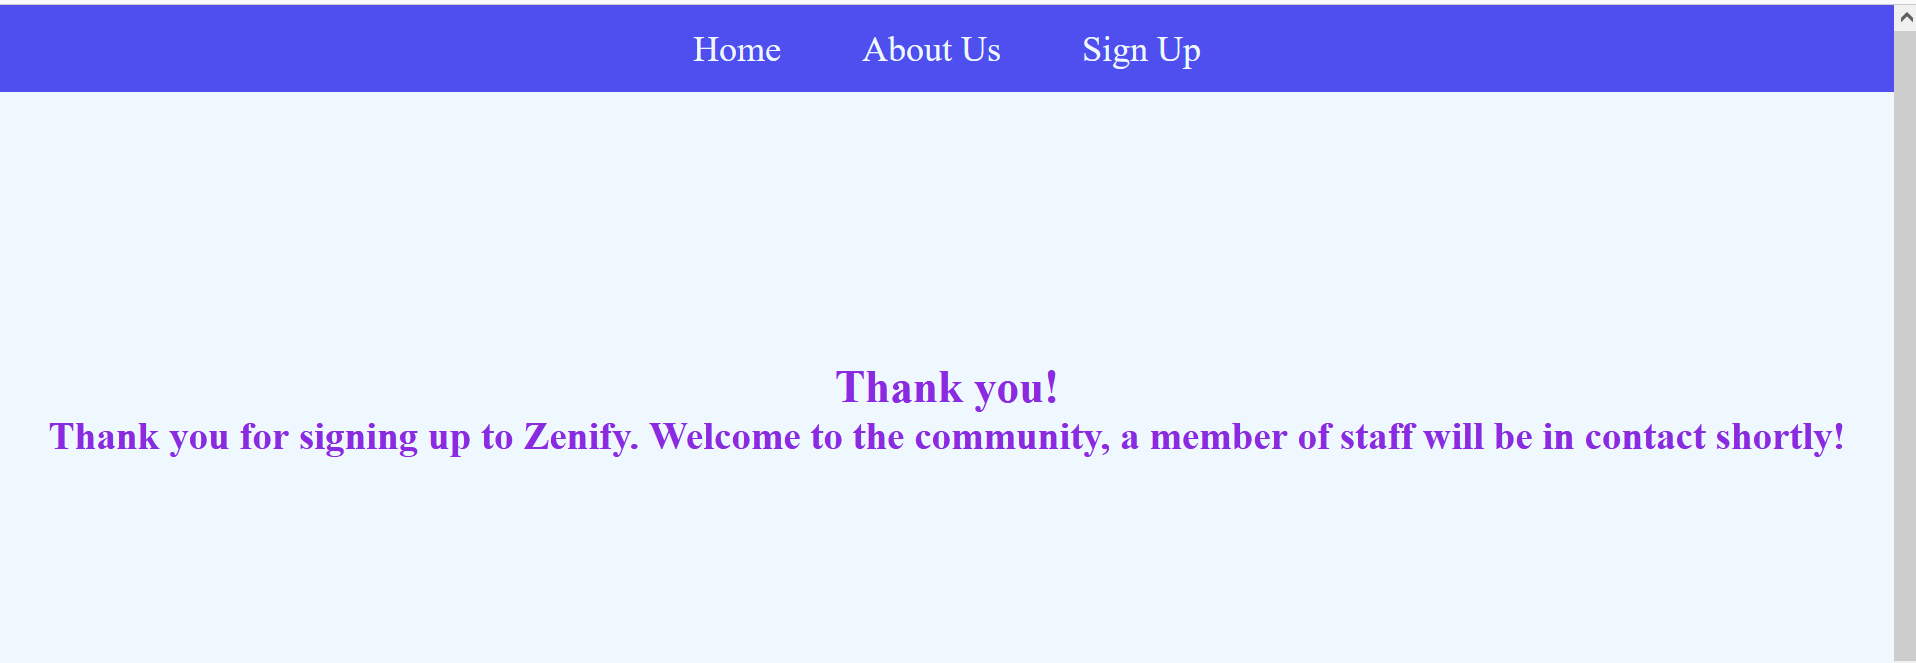 Home About Us Sign Up
Thank you!
Thank you for signing up to Zenify. Welcome to the community, a member of staff will be in contact shortly!